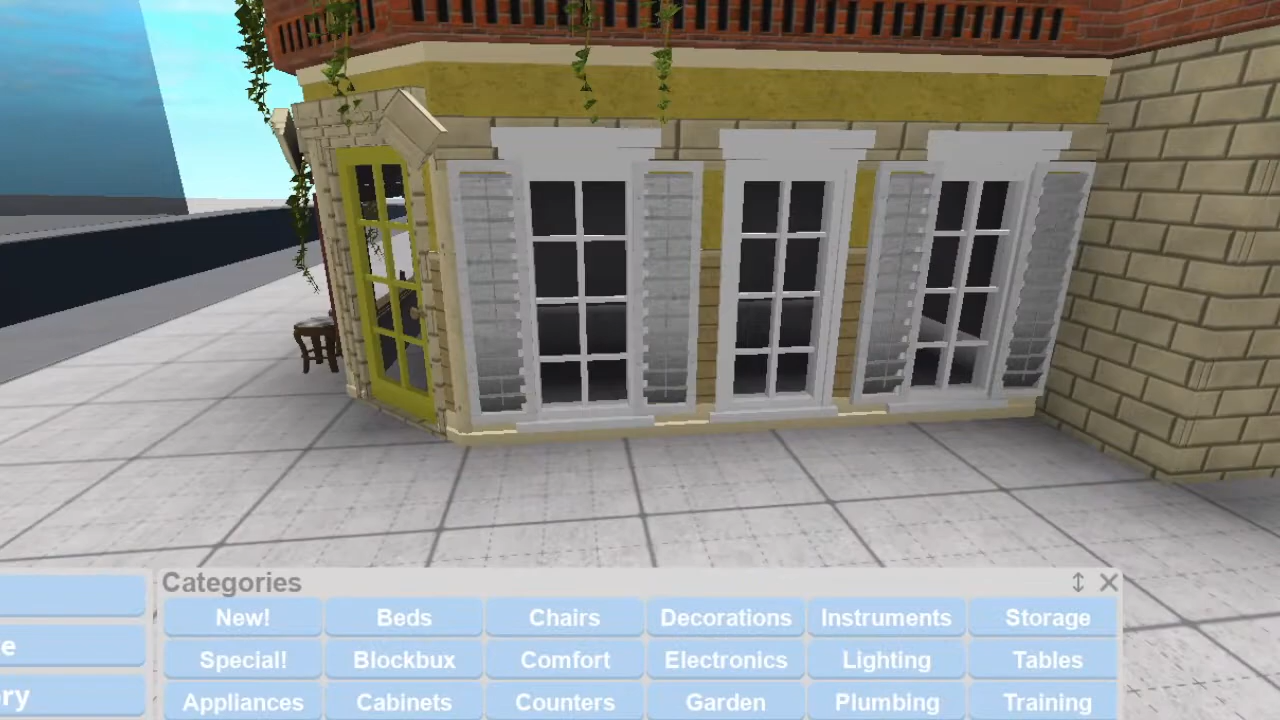 Categories
New! Beds Chairs Decorations Instruments Storage
e Special! Blockbux Comfort Electronics Lighting Tables
ry Appliances Cabinets Counters Garden Plumbing Training